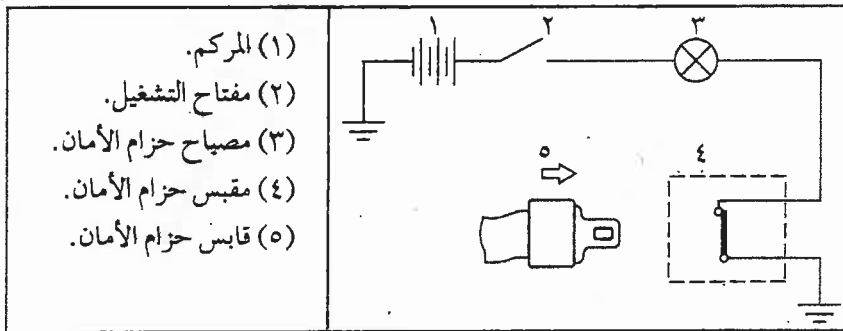 (١) المركم.
(٢) مفتاح التشغيل.
(٣) مصباح حزام الأمان.
(٤) مقبس حزام الأمان.
(٥) قابس حزام الأمان.
١ ٢ ٣
٥ ٤